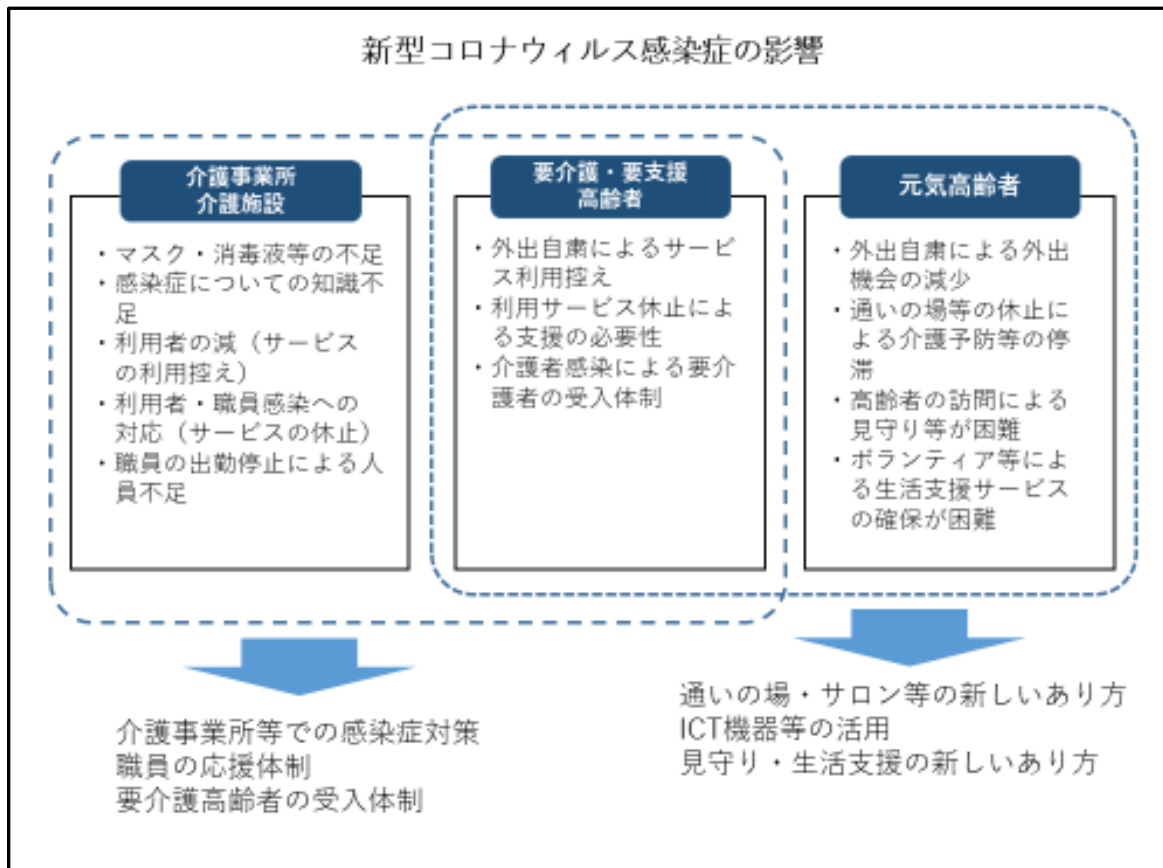 新型コロナウィルス感染症の影響
介護事業所
介護施設
・マスク・消毒液等の不足
・感染症についての知識不
足
・利用者の減（サービス
の利用控え）
・利用者・職員感染への
対応（サービスの休止）
・職員の出勤停止による人
員不足
要介護・要支援
高齢者
・外出自粛によるサービ
ス利用控え
・利用サービス休止によ
る支援の必要性
・介護者感染による要介
護者の受入体制
元気高齢者
・外出自粛による外出
機会の減少
・通いの場等の休止に
よる介護予防等の停
滞
・高齢者の訪問による
見守り等が困難
・ボランティア等によ
る生活支援サービス
の確保が困難
介護事業所等での感染症対策
職員の応援体制
要介護高齢者の受入体制
通いの場・サロン等の新しいあり方
ICT機器等の活用
見守り・生活支援の新しいあり方